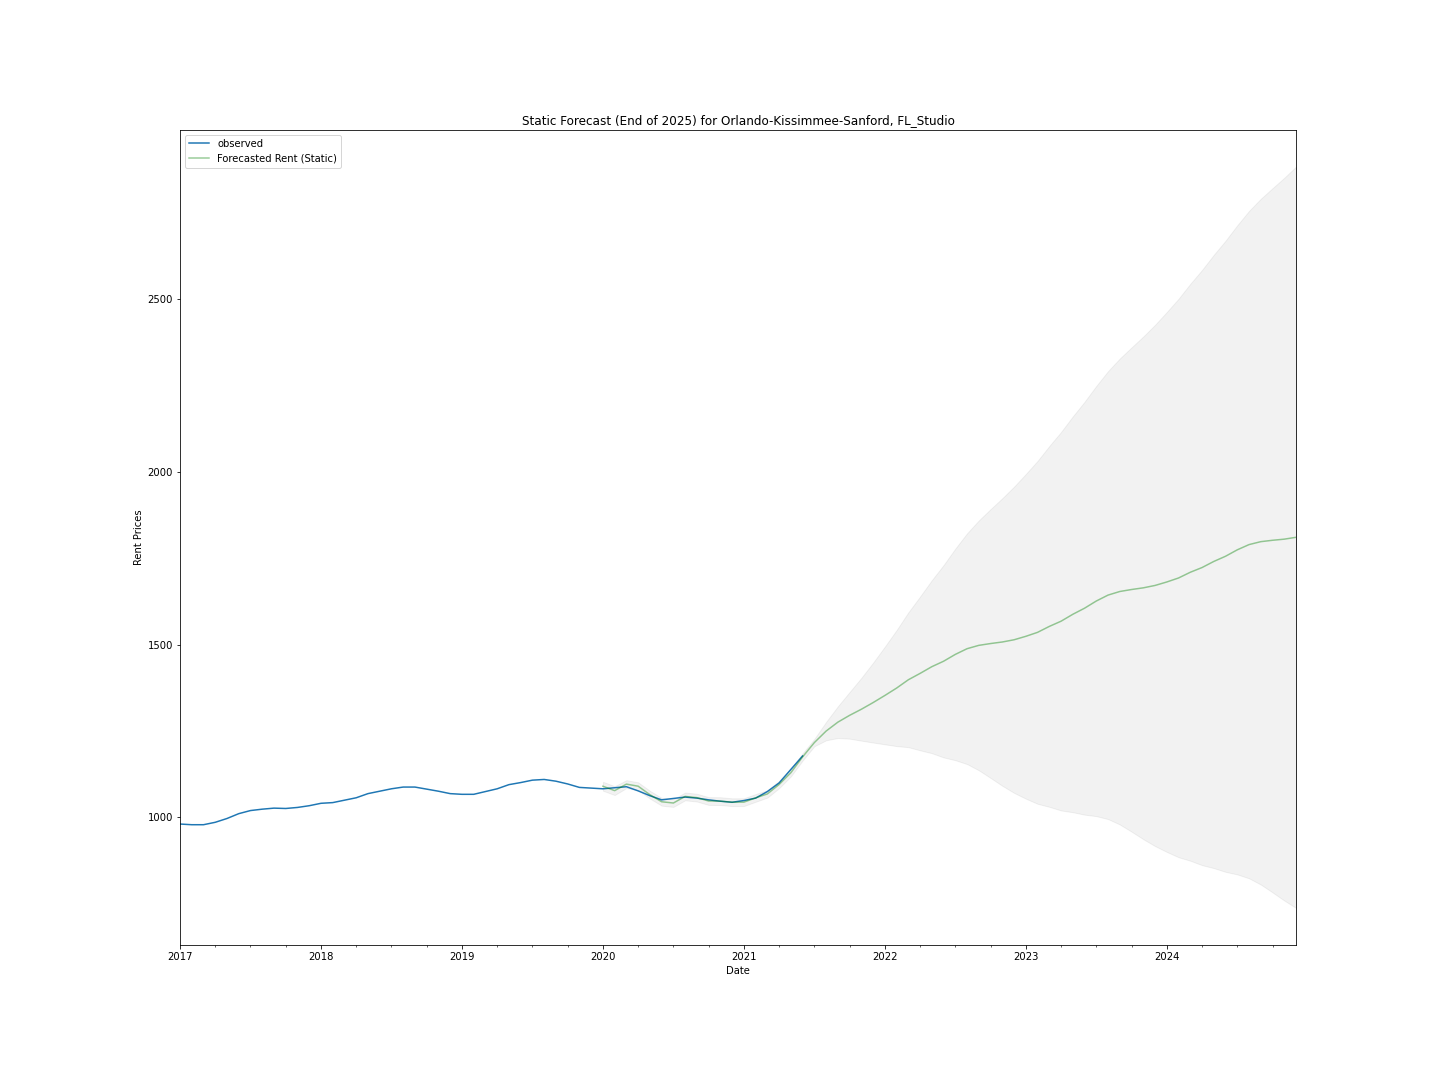 Static Forecast (End of 2025) for Orlando-Kissimmee-Sanford, FL_Studio
observed
Forecasted Rent (Static)
2500
2000
1500
1000
Rent Prices
2017 2018 2019 2020 2021 2022 2023 2024
Date